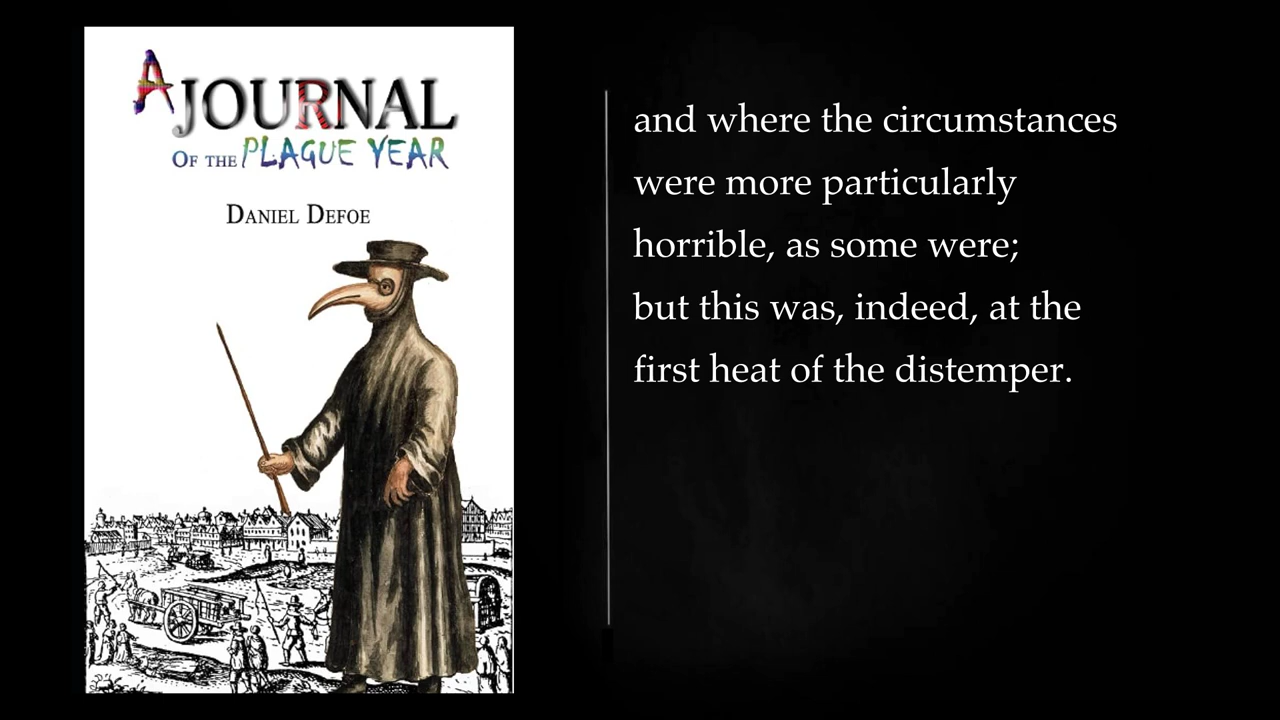 A JOURNAL
OF THE PLAGUE YEAR
DANIEL DEFOE
and where the circumstances
were more particularly
horrible, as some were;
but this was, indeed, at the
first heat of the distemper.